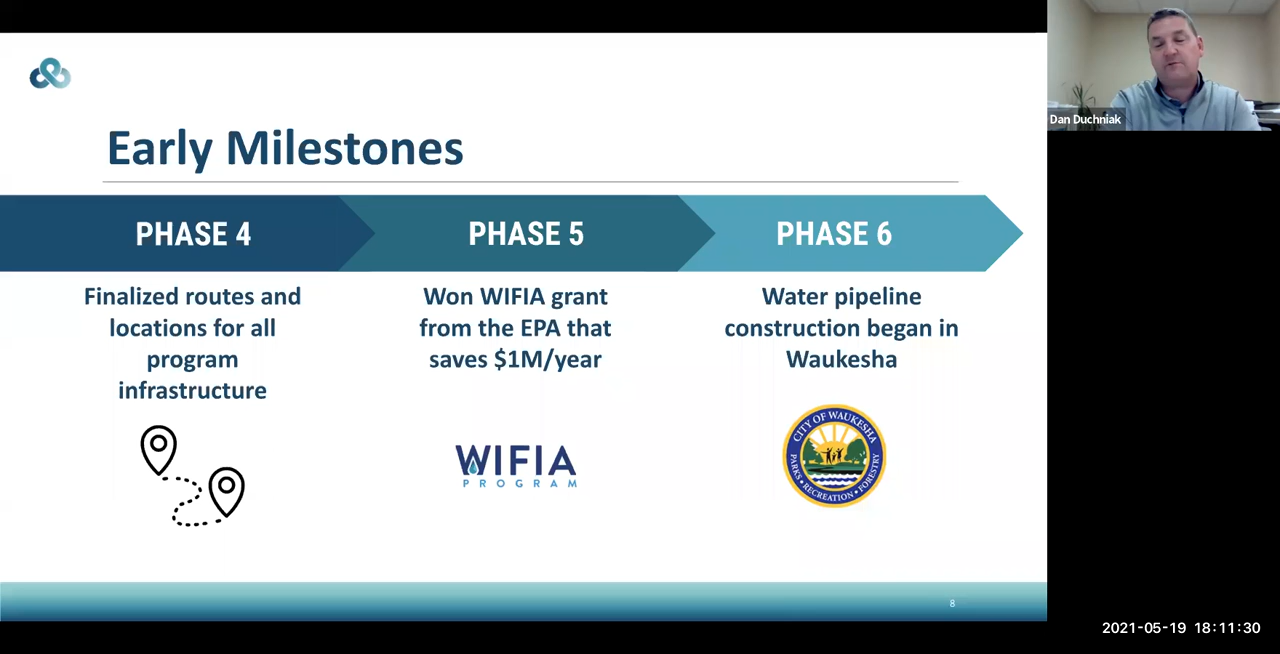 Early Milestones
PHASE 4
Finalized routes and
locations for all
program
infrastructure
PHASE 5
Won WIFIA grant
from the EPA that
saves $1M/year
WIFIA
PROGRAM
PHASE 6
Water pipeline
construction began in
Waukesha
CITY OF WAUKESHA
PARKS • RECREATION • FORESTRY
8
Dan Duchniak
2021-05-19 18:11:30